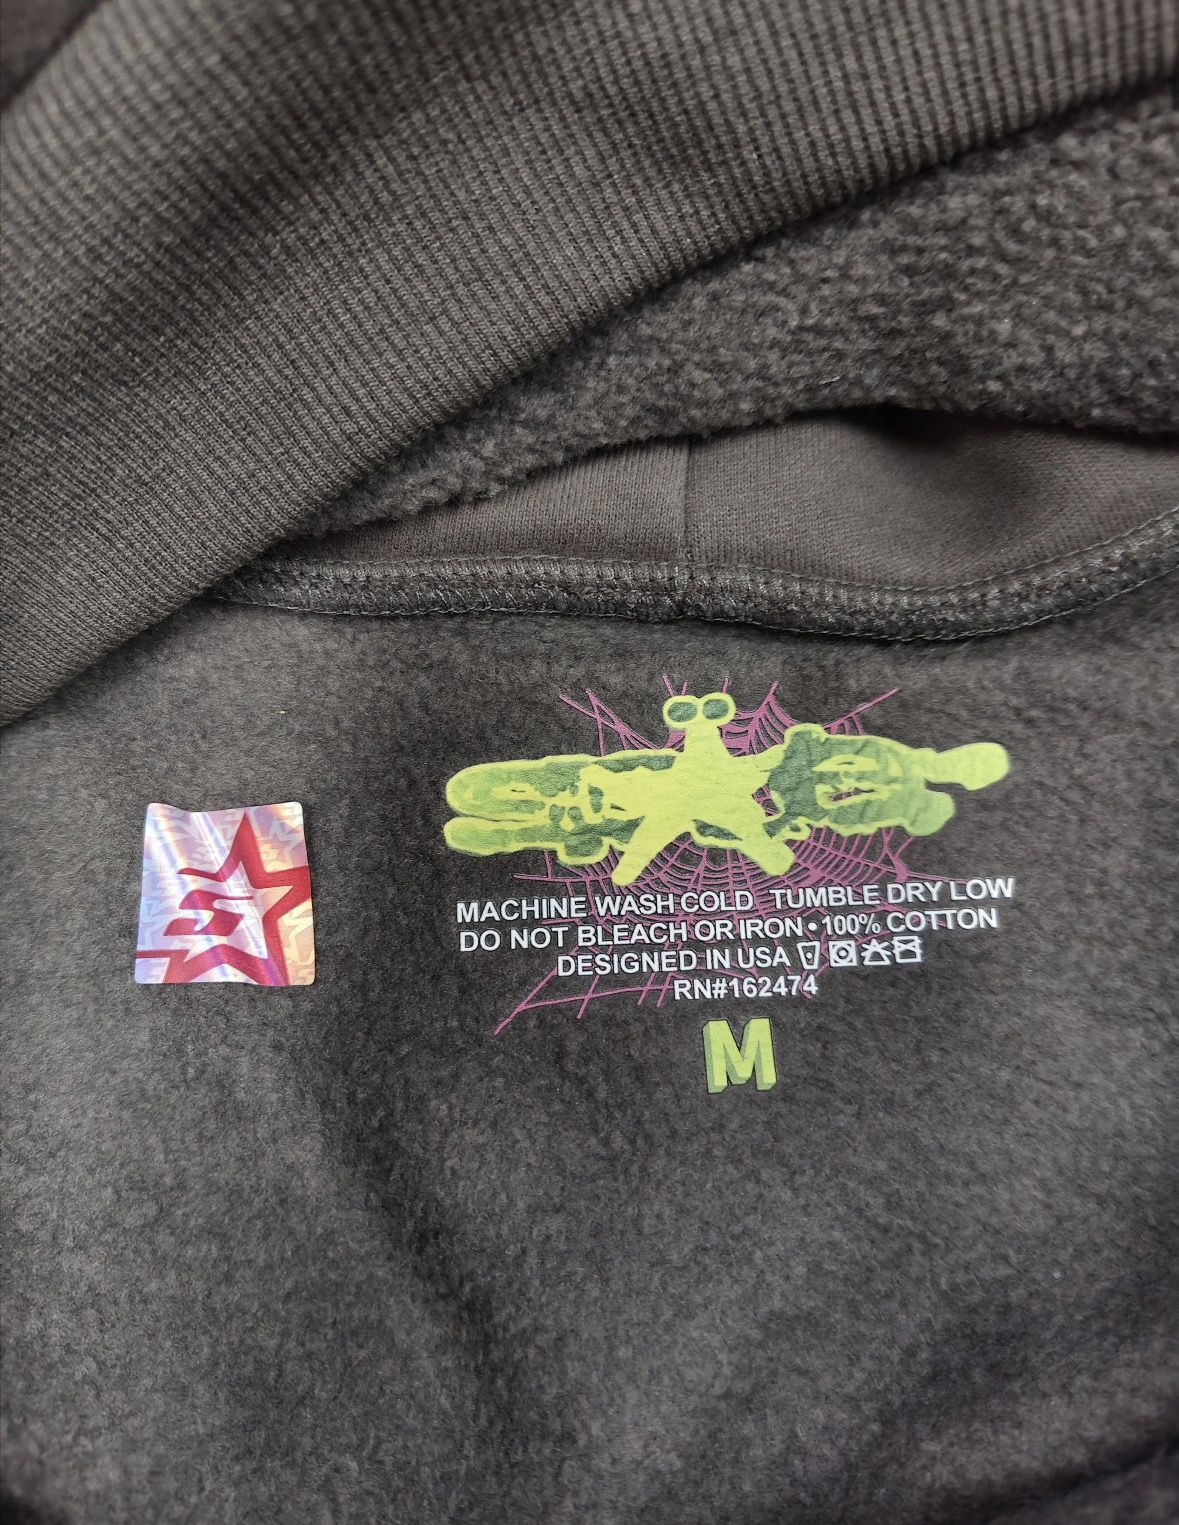 MACHINE WASH COLD TUMBLE DRY LOW
DO NOT BLEACH OR IRON • 100% COTTON
DESIGNED IN USA
RN#162474
M
S